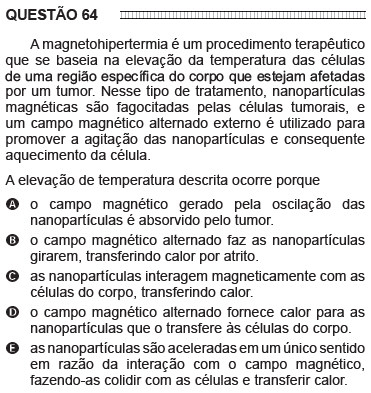 QUESTÃO 64
A magnetohipertermia é um procedimento terapêutico
que se baseia na elevação da temperatura das células
de uma região específica do corpo que estejam afetadas
por um tumor. Nesse tipo de tratamento, nanopartículas
magnéticas são fagocitadas pelas células tumorais, e
um campo magnético alternado externo é utilizado para
promover a agitação das nanopartículas e consequente
aquecimento da célula.
A elevação de temperatura descrita ocorre porque
A o campo magnético gerado pela oscilação das
nanopartículas é absorvido pelo tumor.
B o campo magnético alternado faz as nanopartículas
girarem, transferindo calor por atrito.
C as nanopartículas interagem magneticamente com as
células do corpo, transferindo calor.
D o campo magnético alternado fornece calor para as
nanopartículas que o transfere às células do corpo.
E as nanopartículas são aceleradas em um único sentido
em razão da interação com o campo magnético,
fazendo-as colidir com as células e transferir calor.